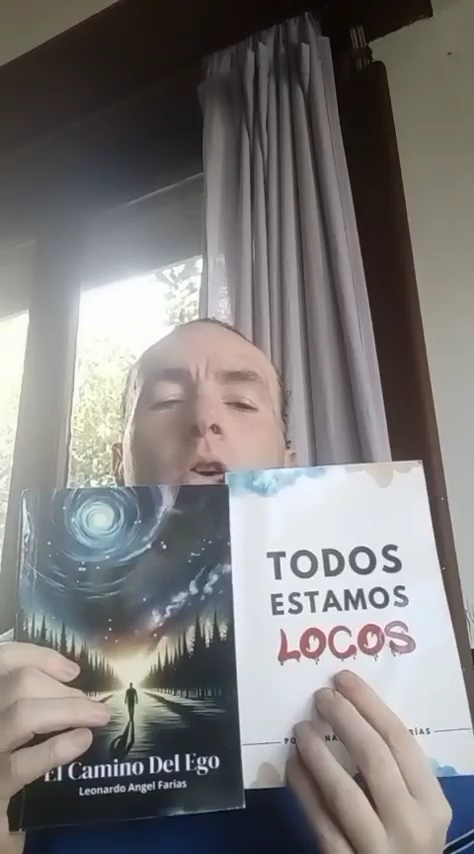 El Camino Del Ego
Leonardo Angel Farias
TODOS
ESTAMOS
LOCOS